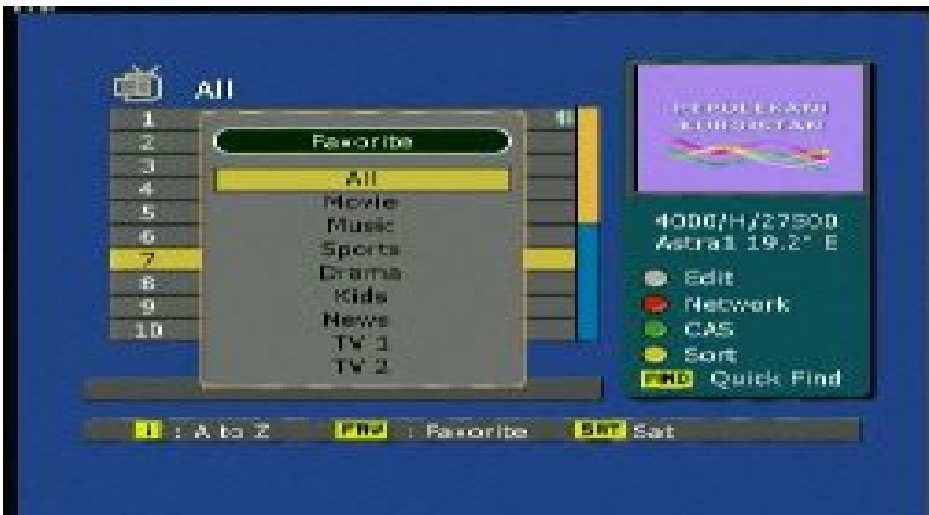 All
1
2
3
4
5
6
7
8
9
10
Favorite
All
Movie
Music
Sports
Drama
Kids
News
TV 1
TV 2
4000/H/27500
Astra1 19.2° E
Edit
Network
CAS
Sort
FIND Quick Find
: A to Z
FAV : Favorite
SAT Sat